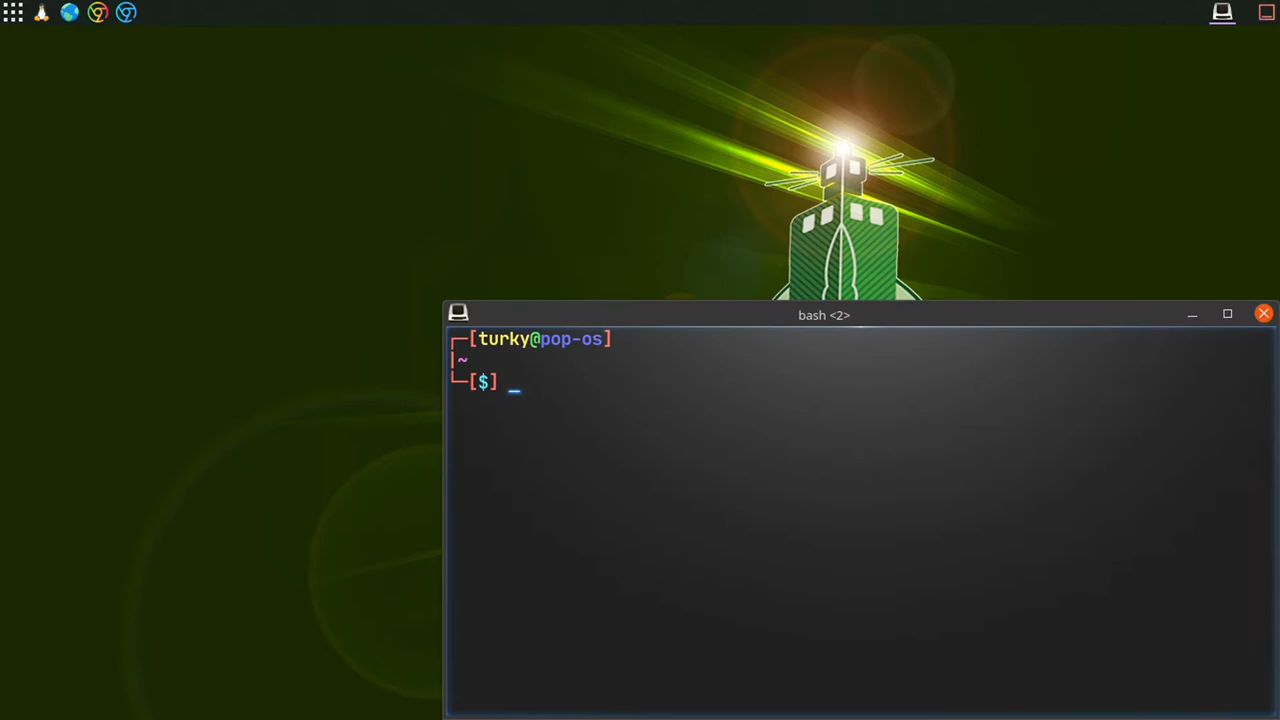 bash <2>
┌─[turky@pop-os]
│~
└─[$] _